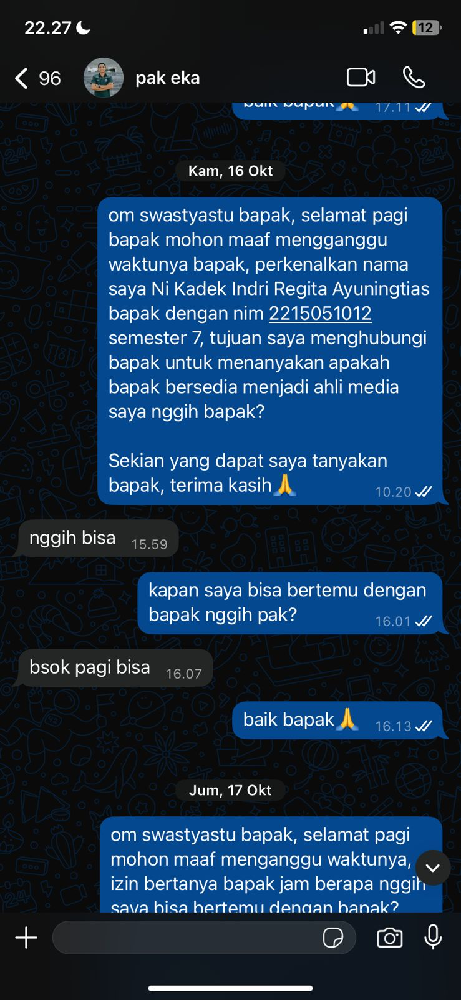 22.27
12
96
pak eka
baik bapak🙏 17.11
Kam, 16 Okt
om swastyastu bapak, selamat pagi
bapak mohon maaf mengganggu
waktunya bapak, perkenalkan nama
saya Ni Kadek Indri Regita Ayuningtias
bapak dengan nim 2215051012
semester 7, tujuan saya menghubungi
bapak untuk menanyakan apakah
bapak bersedia menjadi ahli media
saya nggih bapak?
Sekian yang dapat saya tanyakan
bapak, terima kasih🙏 10.20
nggih bisa 15.59
kapan saya bisa bertemu dengan
bapak nggih pak? 16.01
bsok pagi bisa 16.07
baik bapak🙏 16.13
Jum, 17 Okt
om swastyastu bapak, selamat pagi
mohon maaf menganggu waktunya,
izin bertanya bapak jam berapa nggih
saya bisa bertemu dengan bapak?